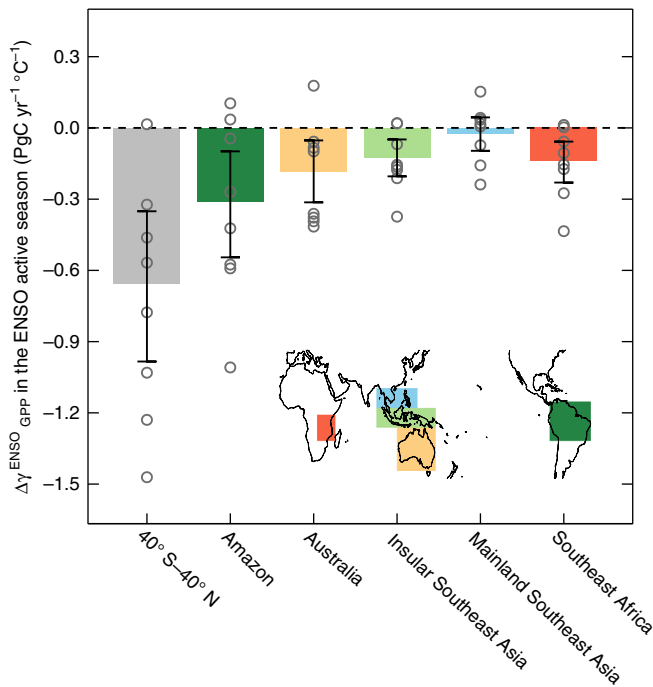 Δγ^ENSO_GPP in the ENSO active season (PgC yr⁻¹ °C⁻¹)
0.3
0.0
−0.3
−0.6
−0.9
−1.2
−1.5
40° S–40° N
Amazon
Australia
Insular Southeast Asia
Mainland Southeast Asia
Southeast Africa